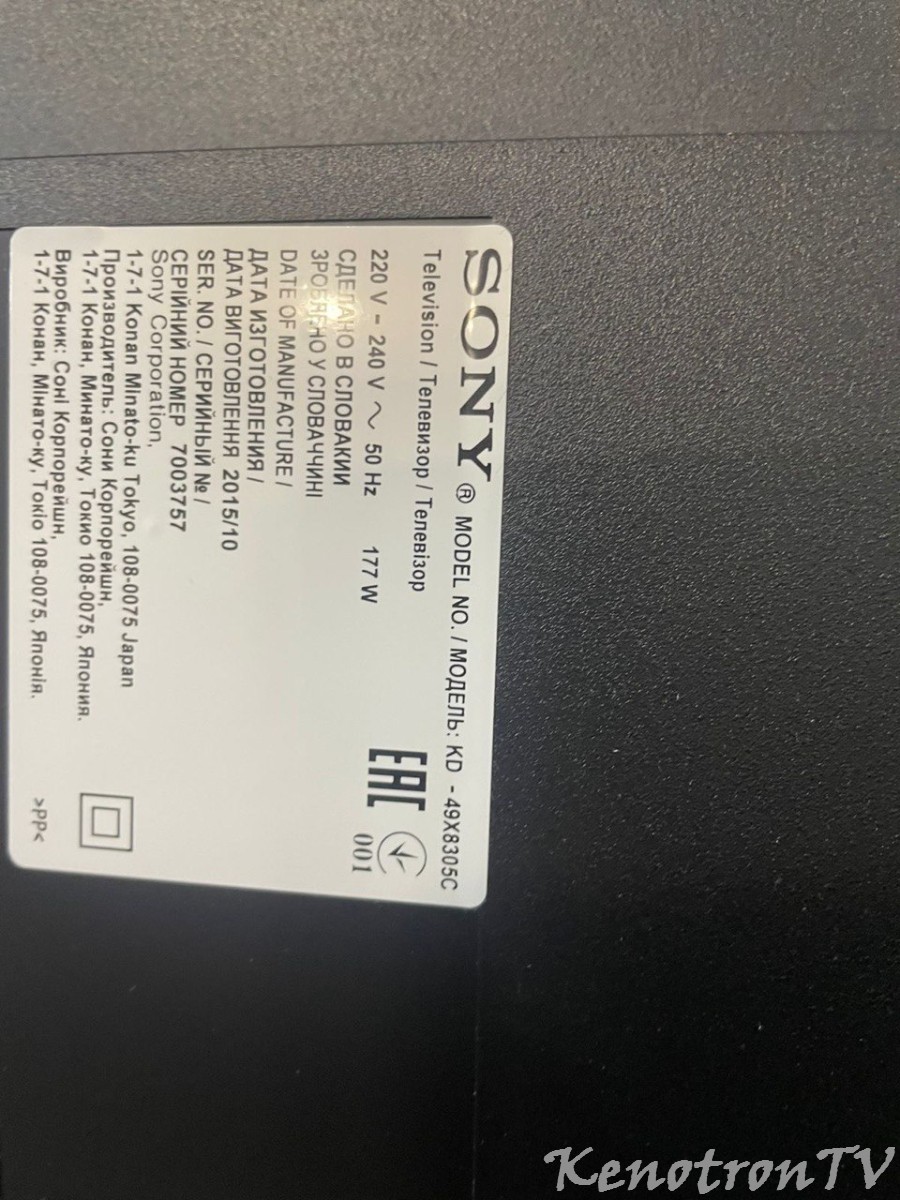 SONY® MODEL NO. / МОДЕЛЬ: KD - 49X8305C
Television / Телевизор / Телевізор
220 V – 240 V ~ 50 Hz 177 W
СДЕЛАНО В СЛОВАКИИ
ЗРОБЛЕНО У СЛОВАЧЧИНІ
DATE OF MANUFACTURE /
ДАТА ИЗГОТОВЛЕНИЯ /
ДАТА ВИГОТОВЛЕННЯ 2015/10
SER. NO. / СЕРИЙНЫЙ № /
СЕРІЙНИЙ НОМЕР 7003757
Sony Corporation,
1-7-1 Konan Minato-ku Tokyo, 108-0075 Japan
Производитель: Сони Корпорейшн,
1-7-1 Конан, Минато-ку, Токио 108-0075, Япония.
Виробник: Соні Корпорейшн,
1-7-1 Конан, Мінато-ку, Токіо 108-0075, Японія.
EAC
001
>PP<
KenotronTV